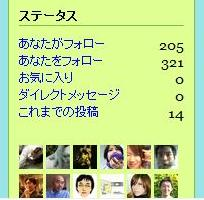 ステータス
あなたがフォロー 205
あなたをフォロー 321
お気に入り 0
ダイレクトメッセージ 0
これまでの投稿 14